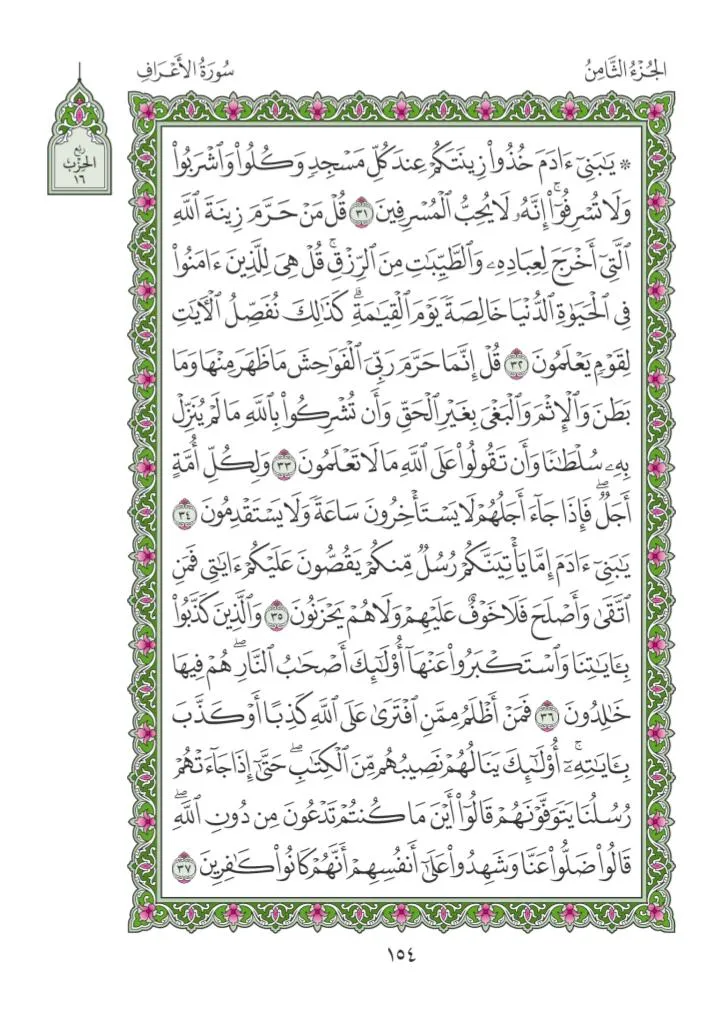 الجُزْءُ الثَّامِنُ
سُورَةُ الأَعْرَافِ
رُبْع
الحِزْب
١٦
۞ يَٰبَنِىٓ ءَادَمَ خُذُوا۟ زِينَتَكُمْ عِندَ كُلِّ مَسْجِدٍ وَكُلُوا۟ وَٱشْرَبُوا۟
وَلَا تُسْرِفُوٓا۟ ۚ إِنَّهُۥ لَا يُحِبُّ ٱلْمُسْرِفِينَ ٣١ قُلْ مَنْ حَرَّمَ زِينَةَ ٱللَّهِ
ٱلَّتِىٓ أَخْرَجَ لِعِبَادِهِۦ وَٱلطَّيِّبَٰتِ مِنَ ٱلرِّزْقِ ۚ قُلْ هِىَ لِلَّذِينَ ءَامَنُوا۟
فِى ٱلْحَيَوٰةِ ٱلدُّنْيَا خَالِصَةً يَوْمَ ٱلْقِيَٰمَةِ ۗ كَذَٰلِكَ نُفَصِّلُ ٱلْءَايَٰتِ
لِقَوْمٍ يَعْلَمُونَ ٣٢ قُلْ إِنَّمَا حَرَّمَ رَبِّىَ ٱلْفَوَٰحِشَ مَا ظَهَرَ مِنْهَا وَمَا
بَطَنَ وَٱلْإِثْمَ وَٱلْبَغْىَ بِغَيْرِ ٱلْحَقِّ وَأَن تُشْرِكُوا۟ بِٱللَّهِ مَا لَمْ يُنَزِّلْ
بِهِۦ سُلْطَٰنًا وَأَن تَقُولُوا۟ عَلَى ٱللَّهِ مَا لَا تَعْلَمُونَ ٣٣ وَلِكُلِّ أُمَّةٍ
أَجَلٌ ۖ فَإِذَا جَآءَ أَجَلُهُمْ لَا يَسْتَأْخِرُونَ سَاعَةً وَلَا يَسْتَقْدِمُونَ ٣٤
يَٰبَنِىٓ ءَادَمَ إِمَّا يَأْتِيَنَّكُمْ رُسُلٌ مِّنكُمْ يَقُصُّونَ عَلَيْكُمْ ءَايَٰتِى فَمَنِ
ٱتَّقَىٰ وَأَصْلَحَ فَلَا خَوْفٌ عَلَيْهِمْ وَلَا هُمْ يَحْزَنُونَ ٣٥ وَٱلَّذِينَ كَذَّبُوا۟
بِـَٔايَٰتِنَا وَٱسْتَكْبَرُوا۟ عَنْهَآ أُو۟لَٰٓئِكَ أَصْحَٰبُ ٱلنَّارِ ۖ هُمْ فِيهَا
خَٰلِدُونَ ٣٦ فَمَنْ أَظْلَمُ مِمَّنِ ٱفْتَرَىٰ عَلَى ٱللَّهِ كَذِبًا أَوْ كَذَّبَ
بِـَٔايَٰتِهِۦٓ ۚ أُو۟لَٰٓئِكَ يَنَالُهُمْ نَصِيبُهُم مِّنَ ٱلْكِتَٰبِ ۖ حَتَّىٰٓ إِذَا جَآءَتْهُمْ
رُسُلُنَا يَتَوَفَّوْنَهُمْ قَالُوٓا۟ أَيْنَ مَا كُنتُمْ تَدْعُونَ مِن دُونِ ٱللَّهِ ۖ
قَالُوا۟ ضَلُّوا۟ عَنَّا وَشَهِدُوا۟ عَلَىٰٓ أَنفُسِهِمْ أَنَّهُمْ كَانُوا۟ كَٰفِرِينَ ٣٧
١٥٤